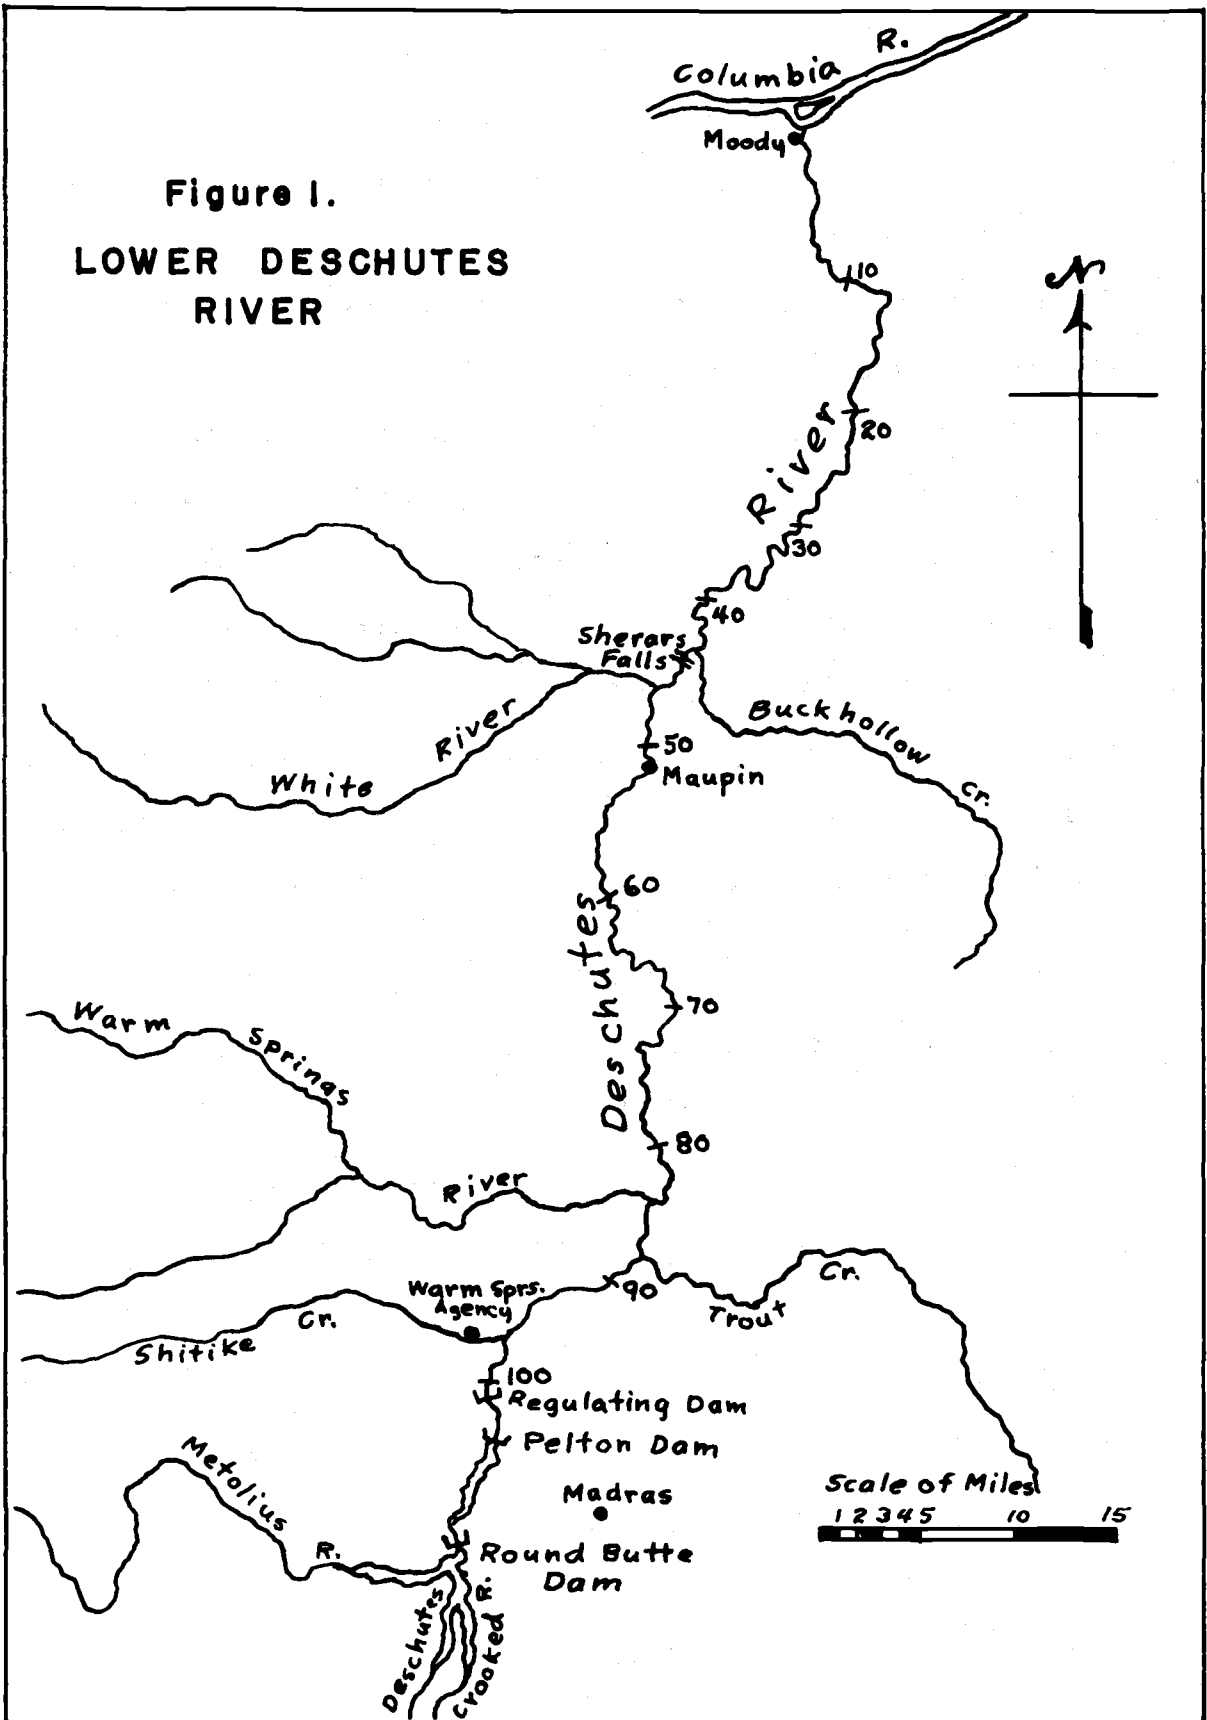 Columbia R.
Moody
Figure 1.
LOWER DESCHUTES
RIVER
N
10
20
River
30
40
Sherars
Falls
Buckhollow Cr.
White River
50
Maupin
60
Deschutes
70
Warm Springs River
80
90
Trout Cr.
Warm Sprs.
Agency
Shitike Cr.
100
Regulating Dam
Pelton Dam
Metolius R.
Madras
Scale of Miles
1 2 3 4 5 10 15
Round Butte
Dam
Deschutes
Crooked R.